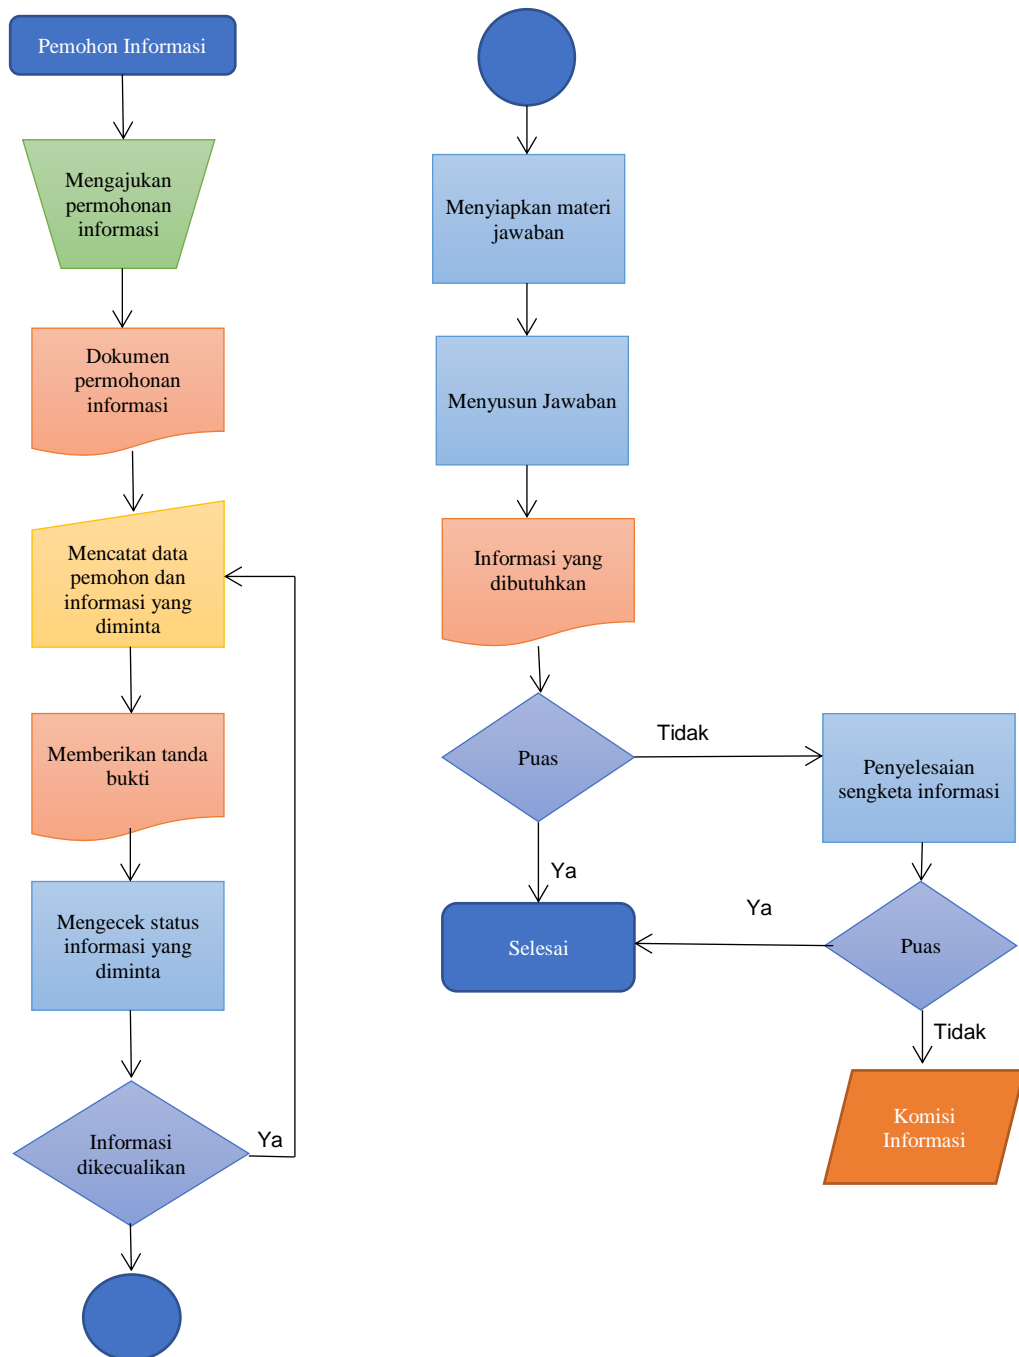 Pemohon Informasi
Mengajukan
permohonan
informasi
Dokumen
permohonan
informasi
Mencatat data
pemohon dan
informasi yang
diminta
Memberikan tanda
bukti
Mengecek status
informasi yang
diminta
Informasi
dikecualikan
Ya
Menyiapkan materi
jawaban
Menyusun Jawaban
Informasi yang
dibutuhkan
Puas
Tidak
Penyelesaian
sengketa informasi
Ya
Selesai
Ya
Puas
Tidak
Komisi
Informasi